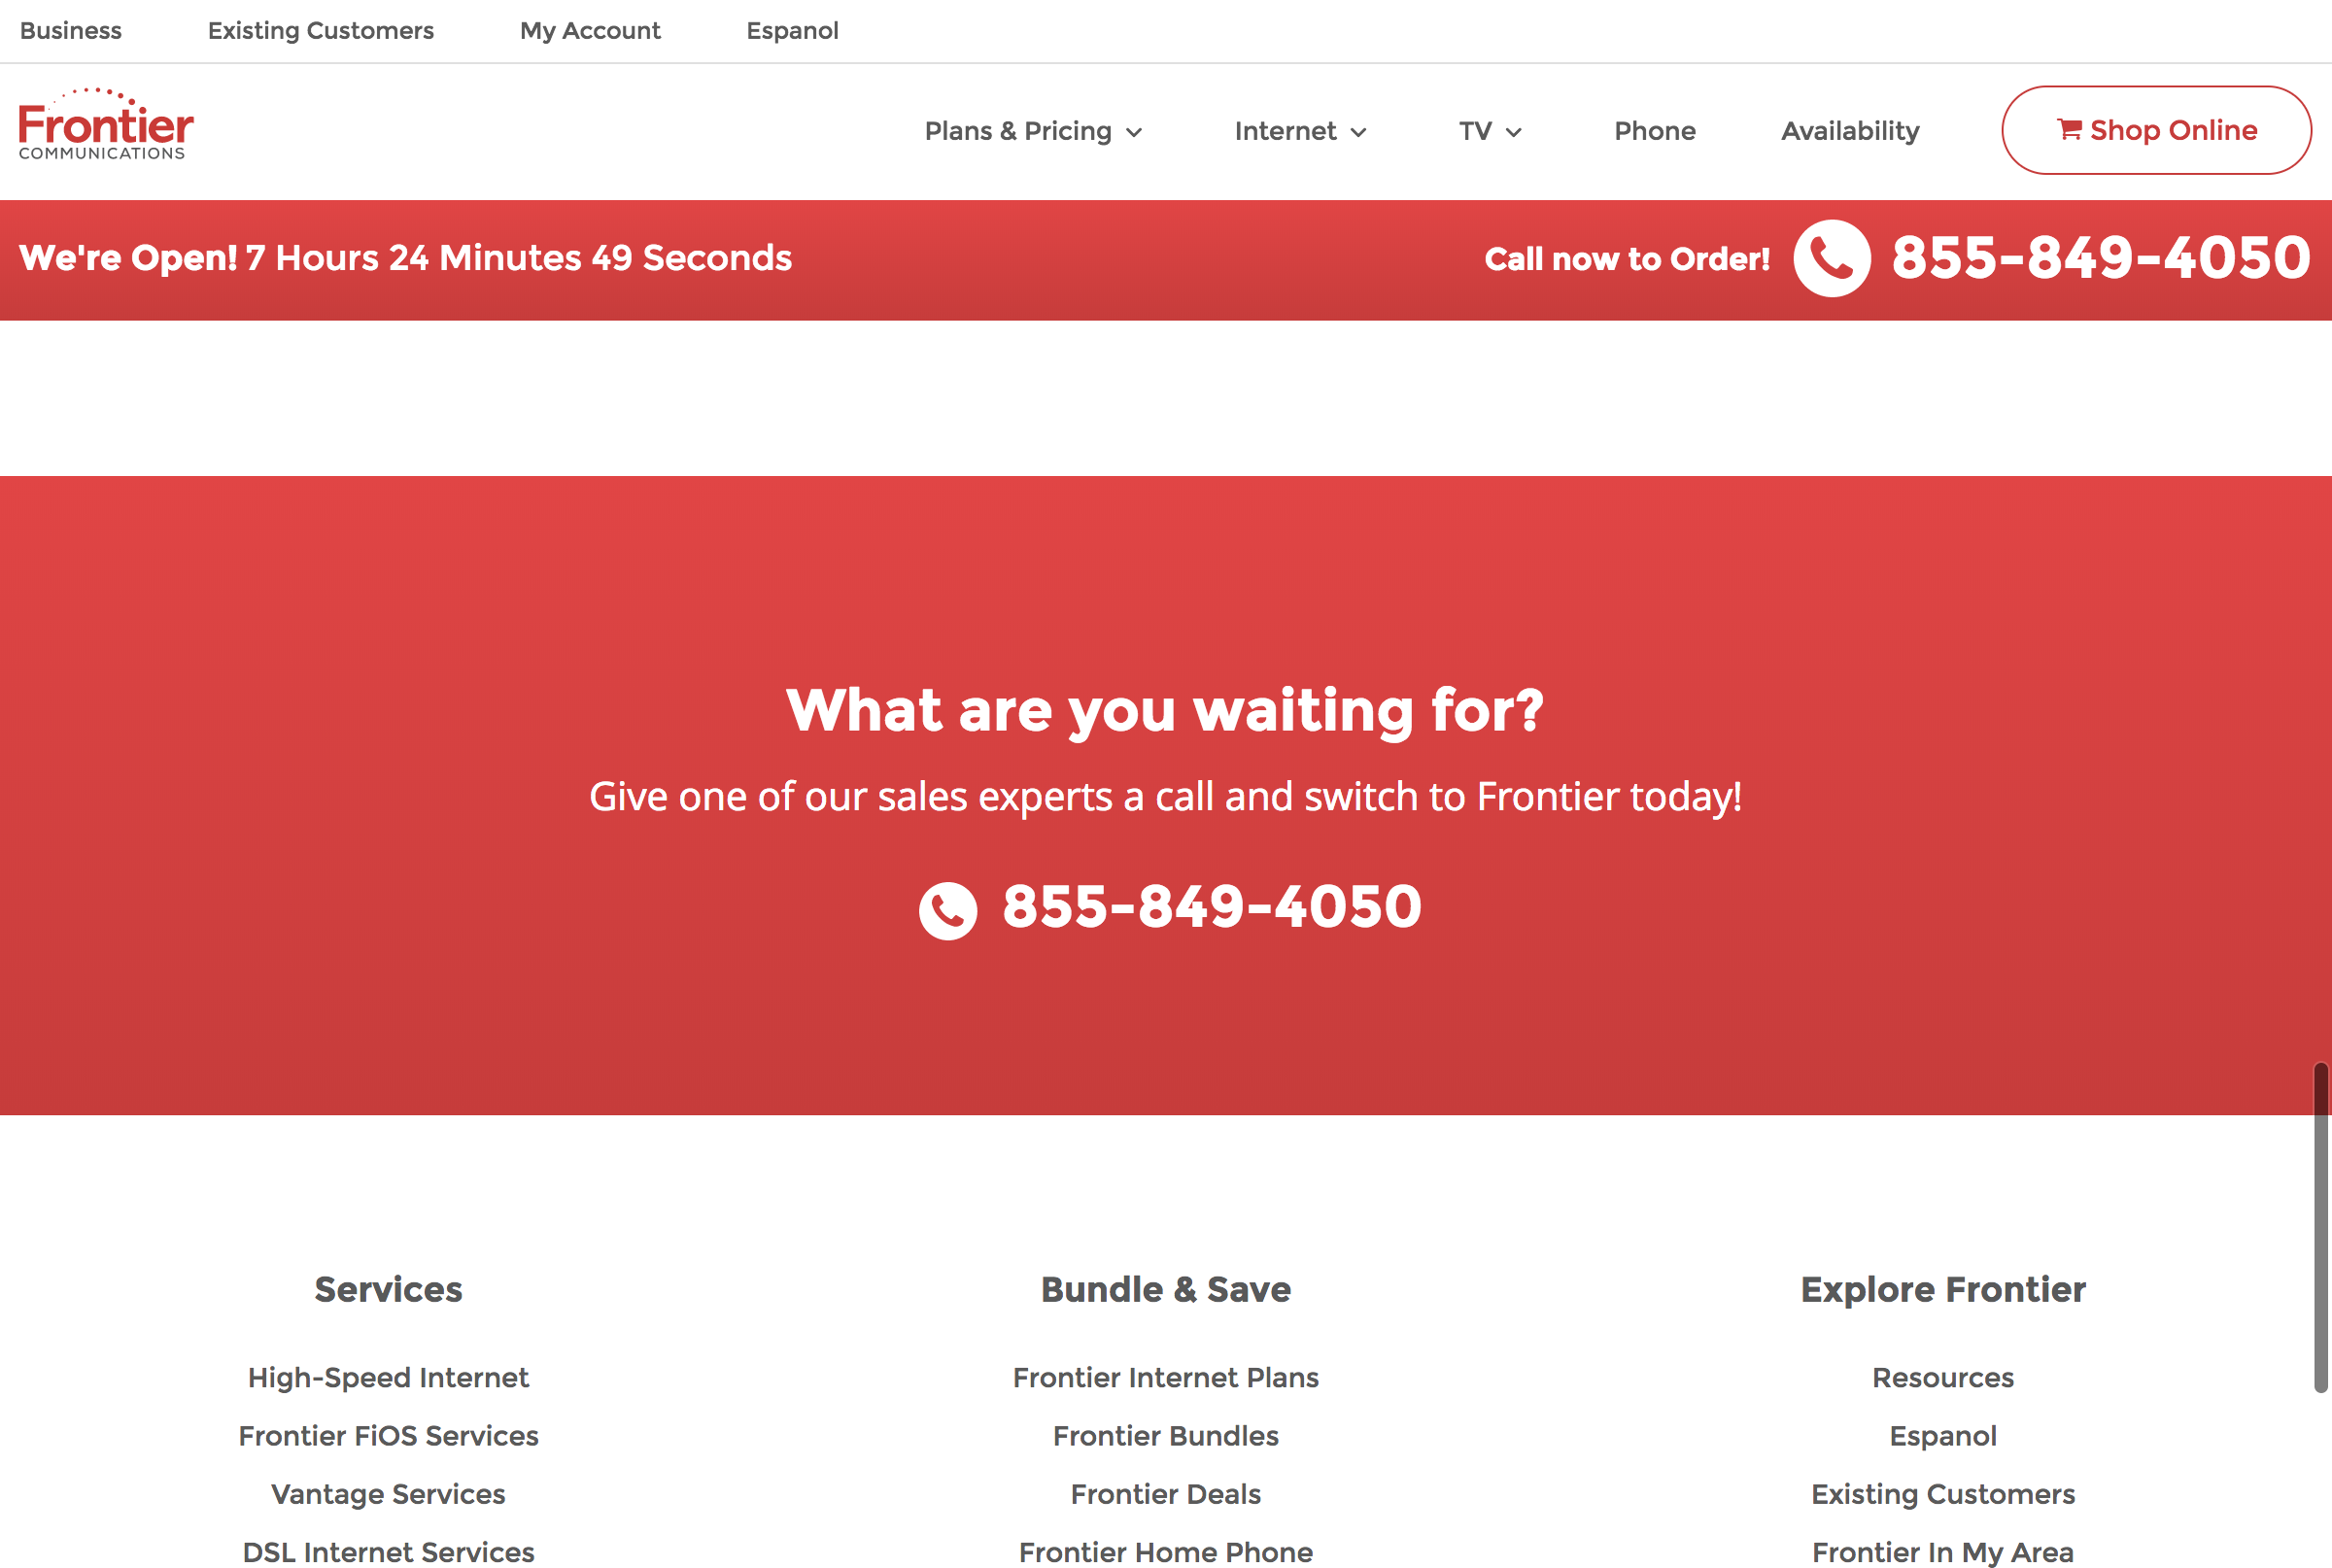 Business Existing Customers My Account Espanol
Frontier
COMMUNICATIONS
Plans & Pricing Internet TV Phone Availability Shop Online
We're Open! 7 Hours 24 Minutes 49 Seconds
Call now to Order! 855-849-4050
What are you waiting for?
Give one of our sales experts a call and switch to Frontier today!
855-849-4050
Services
High-Speed Internet
Frontier FiOS Services
Vantage Services
DSL Internet Services
Bundle & Save
Frontier Internet Plans
Frontier Bundles
Frontier Deals
Frontier Home Phone
Explore Frontier
Resources
Espanol
Existing Customers
Frontier In My Area